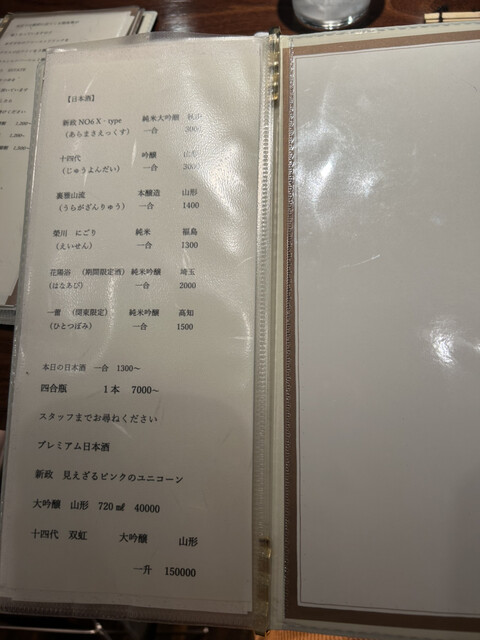 【日本酒】
新政 NO6 X‐type 純米大吟醸
(あらまさえっくす) 一合 3000
十四代 吟醸 山形
(じゅうよんだい) 一合 3000
裏雅山流 本醸造 山形
(うらがざんりゅう) 一合 1400
榮川 にごり 純米 福島
(えいせん) 一合 1300
花陽浴 (期間限定酒) 純米吟醸 埼玉
(はなあび) 一合 2000
(関東限定) 純米吟醸 高知
(ひとつぼみ) 一合 1500
本日の日本酒 一合 1300~
四合瓶 1本 7000~
スタッフまでお尋ねください
プレミアム日本酒
新政 見えざるピンクのユニコーン
大吟醸 山形 720㎖ 40000
十四代 双虹 大吟醸 山形
一升 150000